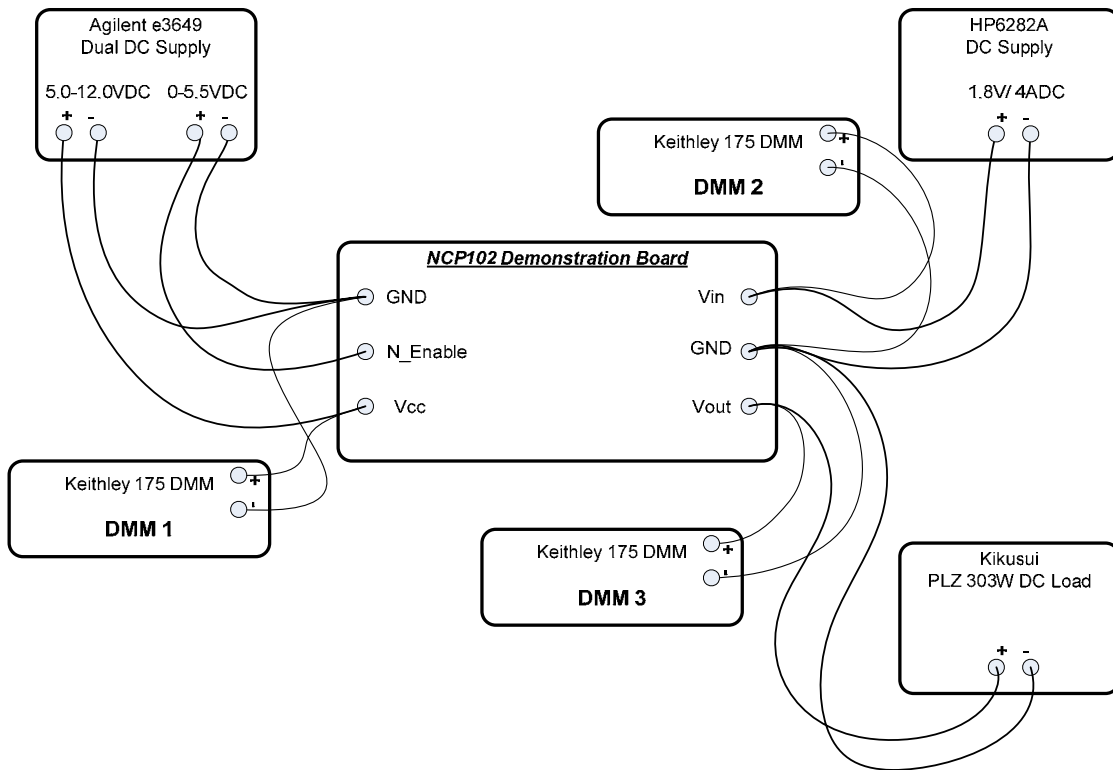 Agilent e3649
Dual DC Supply
5.0-12.0VDC 0-5.5VDC
+ - + -
HP6282A
DC Supply
1.8V/ 4ADC
+ -
Keithley 175 DMM
+
-
DMM 2
NCP102 Demonstration Board
GND
N_Enable
Vcc
Vin
GND
Vout
Keithley 175 DMM
+
-
DMM 1
Keithley 175 DMM
+
-
DMM 3
Kikusui
PLZ 303W DC Load
+ -